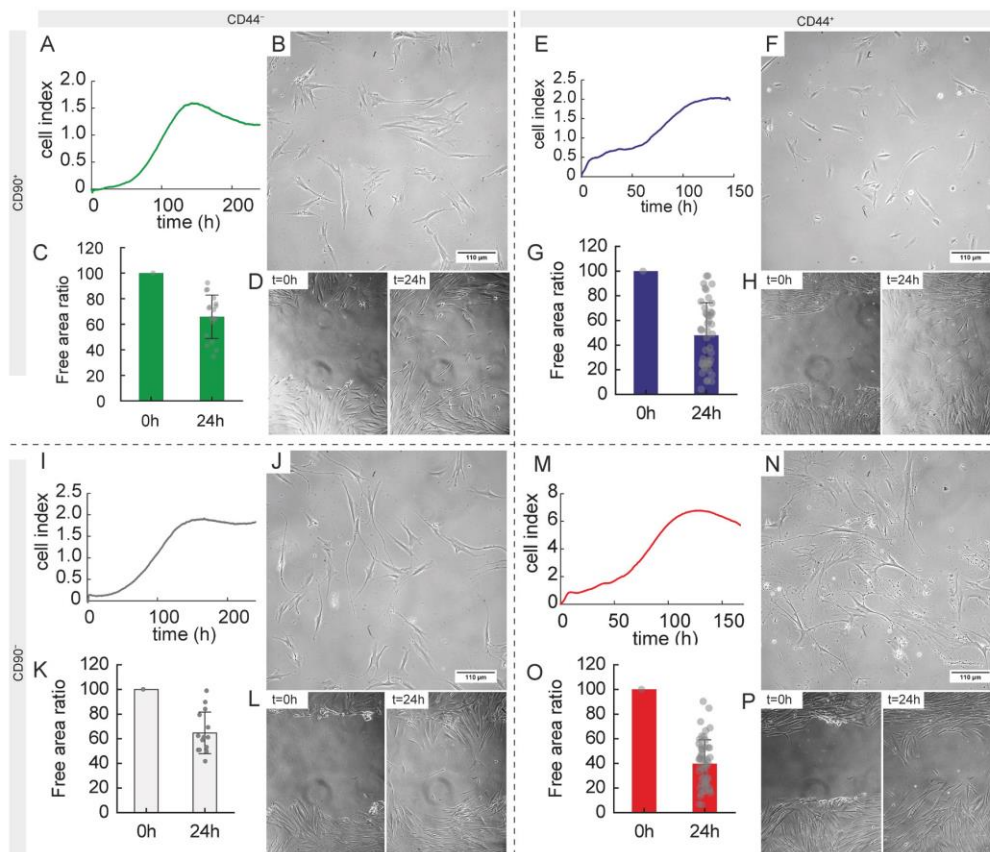 CD44⁻
CD44⁺
CD90⁺
A
cell index
2.0
1.5
1.0
0.5
0
0 100 200
time (h)
B
110 µm
C
Free area ratio
120
100
80
60
40
20
0
0h 24h
D
t=0h
t=24h
E
cell index
2.5
2.0
1.5
1.0
0.5
0
0 50 100 150
time (h)
F
110 µm
G
Free area ratio
120
100
80
60
40
20
0
0h 24h
H
t=0h
t=24h
CD90⁻
I
cell index
2.5
2.0
1.5
1.0
0.5
0
0 100 200
time (h)
J
110 µm
K
Free area ratio
120
100
80
60
40
20
0
0h 24h
L
t=0h
t=24h
M
cell index
8
6
4
2
0
0 50 100 150
time (h)
N
110 µm
O
Free area ratio
120
100
80
60
40
20
0
0h 24h
P
t=0h
t=24h